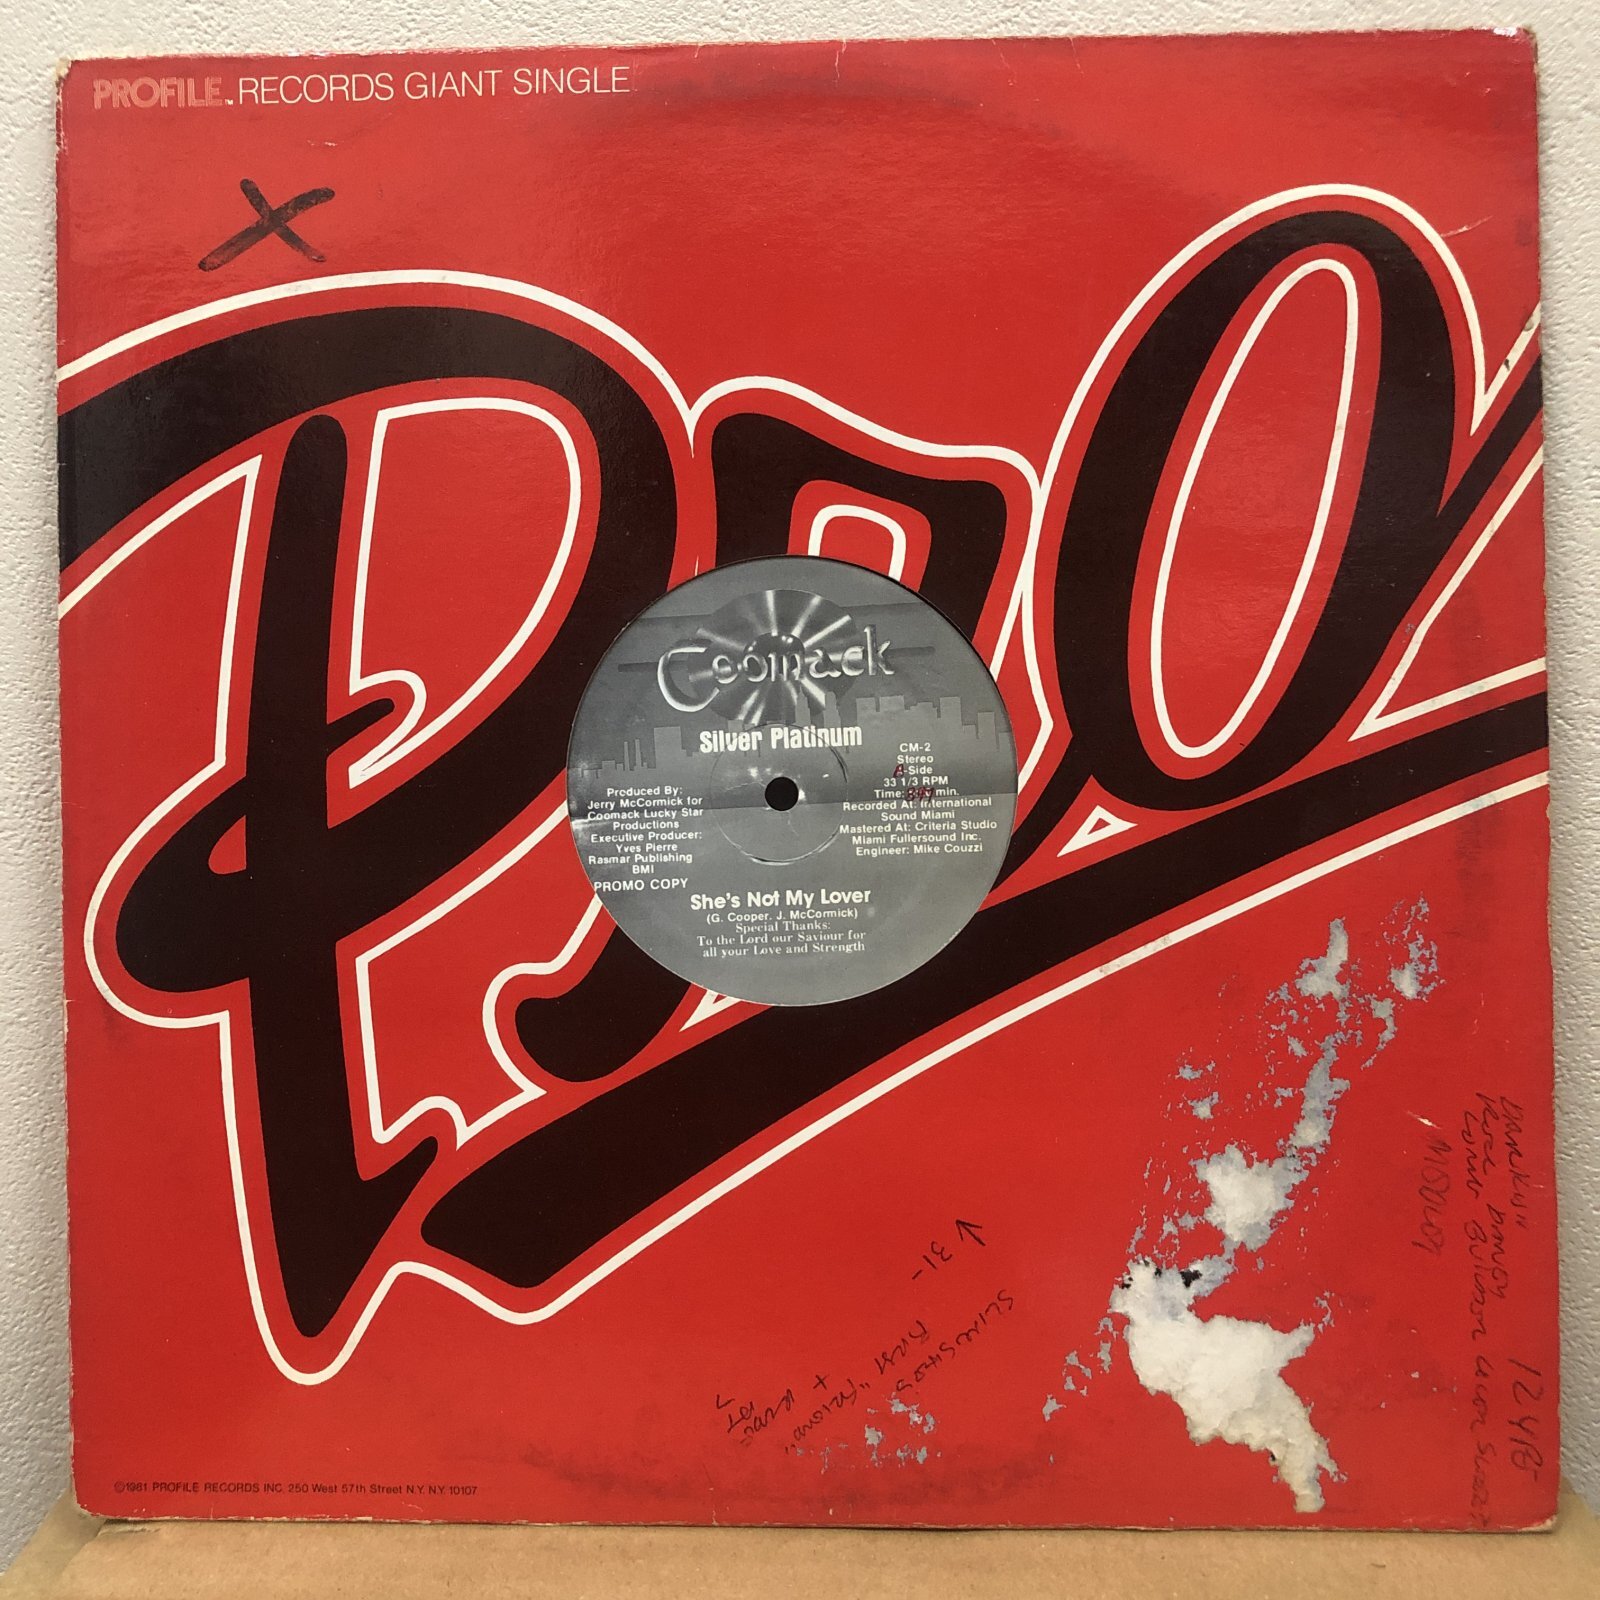 PROFILE™ RECORDS GIANT SINGLE
X
Pro
Coomack
Silver Platinum
Produced By:
Jerry McCormick for
Coomack Lucky Star
Productions
Executive Producer:
Yves Pierre
Rasmar Publishing
BMI
PROMO COPY
CM-2
Stereo
A-Side
33 1/3 RPM
Time: min.
Recorded At: International
Sound Miami
Mastered At: Criteria Studio
Miami Fullersound Inc.
Engineer: Mike Couzzi
She's Not My Lover
(G. Cooper. J. McCormick)
Special Thanks:
To the Lord our Saviour for
all your Love and Strength
31-
+
12
©1981 PROFILE RECORDS INC. 250 West 57th Street N.Y. N.Y. 10107